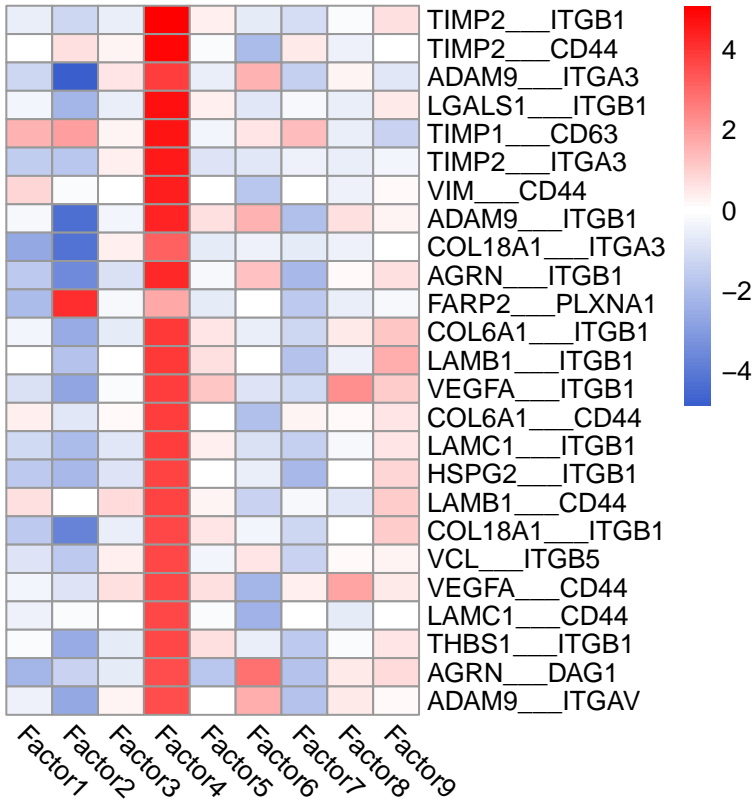 TIMP2___ITGB1
TIMP2___CD44
ADAM9___ITGA3
LGALS1___ITGB1
TIMP1___CD63
TIMP2___ITGA3
VIM___CD44
ADAM9___ITGB1
COL18A1___ITGA3
AGRN___ITGB1
FARP2___PLXNA1
COL6A1___ITGB1
LAMB1___ITGB1
VEGFA___ITGB1
COL6A1___CD44
LAMC1___ITGB1
HSPG2___ITGB1
LAMB1___CD44
COL18A1___ITGB1
VCL___ITGB5
VEGFA___CD44
LAMC1___CD44
THBS1___ITGB1
AGRN___DAG1
ADAM9___ITGAV
Factor1
Factor2
Factor3
Factor4
Factor5
Factor6
Factor7
Factor8
Factor9
4
2
0
−2
−4